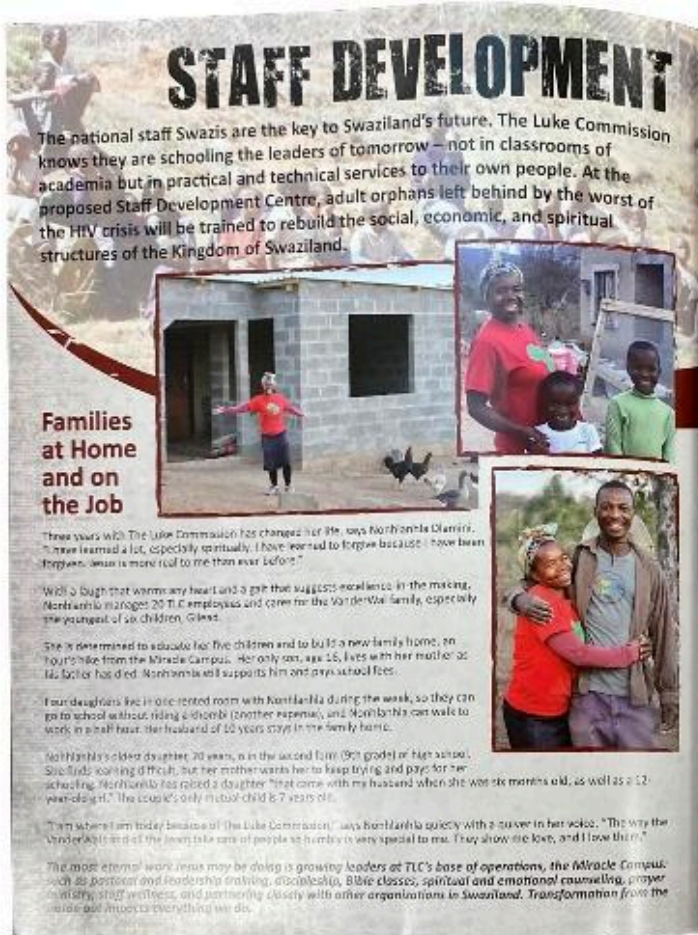 STAFF DEVELOPMENT
The national staff Swazis are the key to Swaziland's future. The Luke Commission
knows they are schooling the leaders of tomorrow – not in classrooms of
academia but in practical and technical services to their own people. At the
proposed Staff Development Centre, adult orphans left behind by the worst of
the HIV crisis will be trained to rebuild the social, economic, and spiritual
structures of the Kingdom of Swaziland.
Families
at Home
and on
the Job
Three years with The Luke Commission has changed her life, says Nonhlanhla Dlamini.
"I have learned a lot, especially spiritually. I have learned to forgive because I have been
forgiven. Jesus is more real to me than ever before."
With a laugh that warms any heart and a gait that suggests excellence-in-the-making,
Nonhlanhla manages 20 TLC employees and cares for the VanderWal family, especially
the youngest of six children, Gilead.
She is determined to educate her five children and to build a new family home, an
hour's hike from the Miracle Campus. Her only son, age 16, lives with her mother as
his father has died. Nonhlanhla still supports him and pays school fees.
Four daughters live in one rented room with Nonhlanhla during the week, so they can
go to school without riding a khombi (another expense), and Nonhlanhla can walk to
work in a half hour. Her husband of 10 years stays in the family home.
Nonhlanhla's oldest daughter, 20 years, is in the second form (9th grade) of high school.
She finds learning difficult, but her mother wants her to keep trying and pays for her
schooling. Nonhlanhla has raised a daughter "that came with my husband when she was six months old, as well as a 12-
year-old girl." The couple's only mutual child is 7 years old.
"I am where I am today because of The Luke Commission," says Nonhlanhla quietly with a quiver in her voice. "The way the
VanderWals and all the team take care of people so humbly is very special to me. They show me love, and I love them."
The most eternal work Jesus may be doing is growing leaders at TLC's base of operations, the Miracle Campus:
such as pastoral and leadership training, discipleship, Bible classes, spiritual and emotional counseling, prayer
ministry, staff wellness, and partnering closely with other organizations in Swaziland. Transformation from the
inside out impacts everything we do.